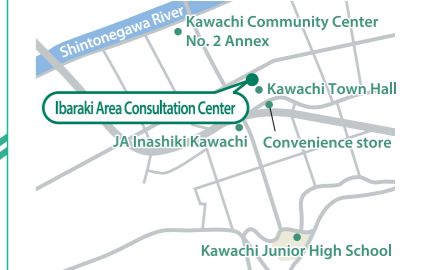 Shintonegawa River
Kawachi Community Center
No. 2 Annex
Kawachi Town Hall
Ibaraki Area Consultation Center
JA Inashiki Kawachi
Convenience store
Kawachi Junior High School